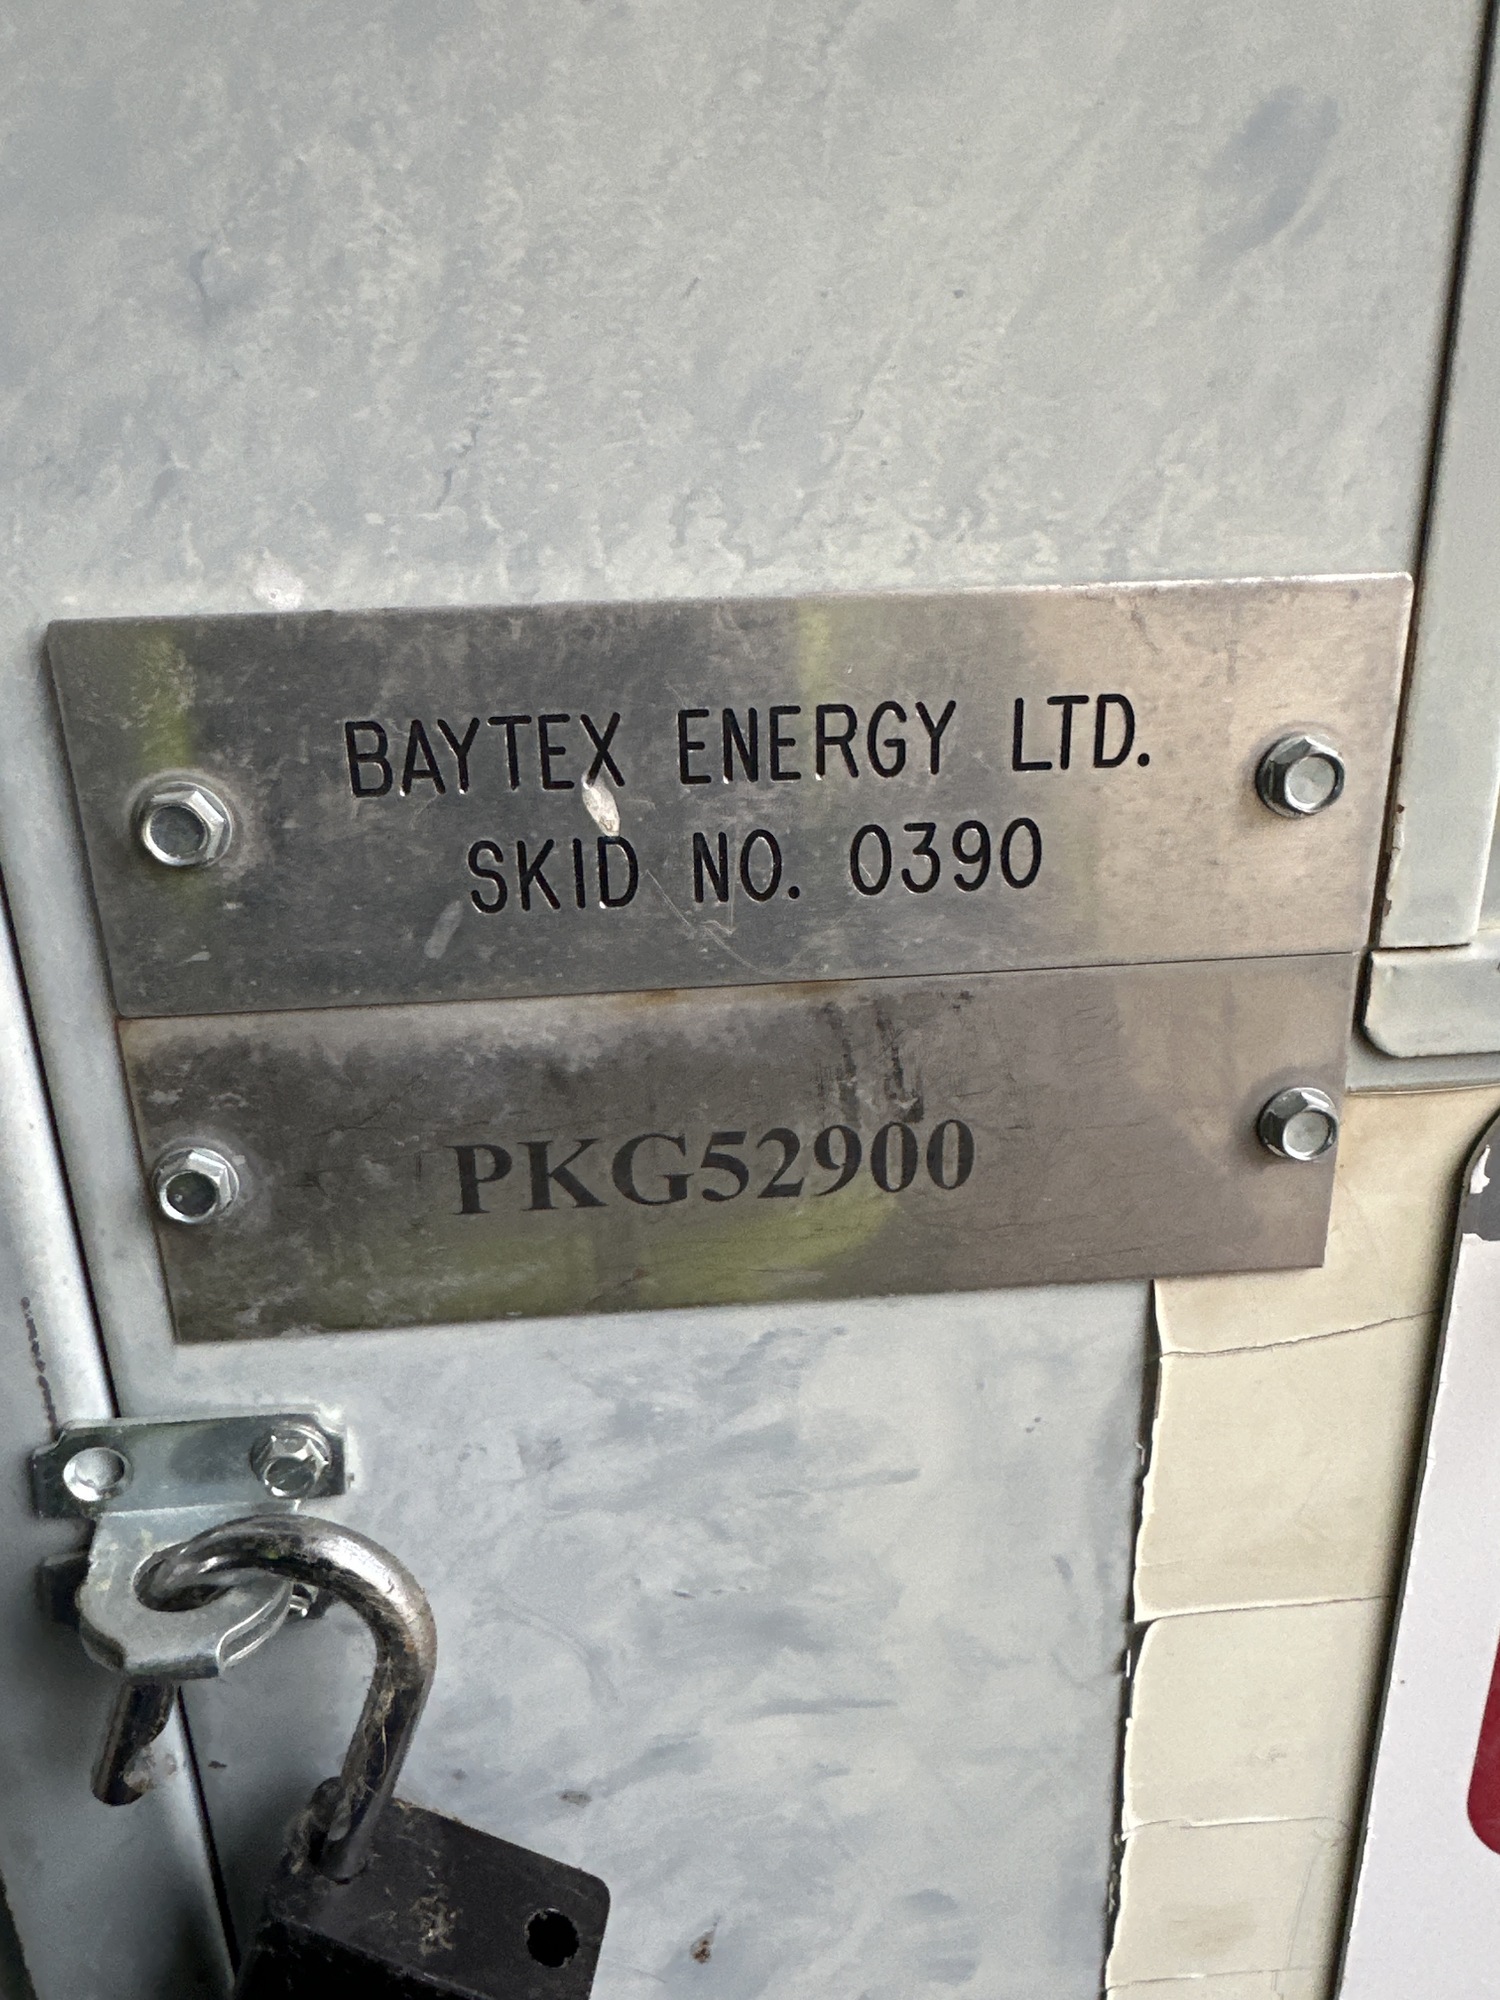 BAYTEX ENERGY LTD.
SKID NO. 0390
PKG52900